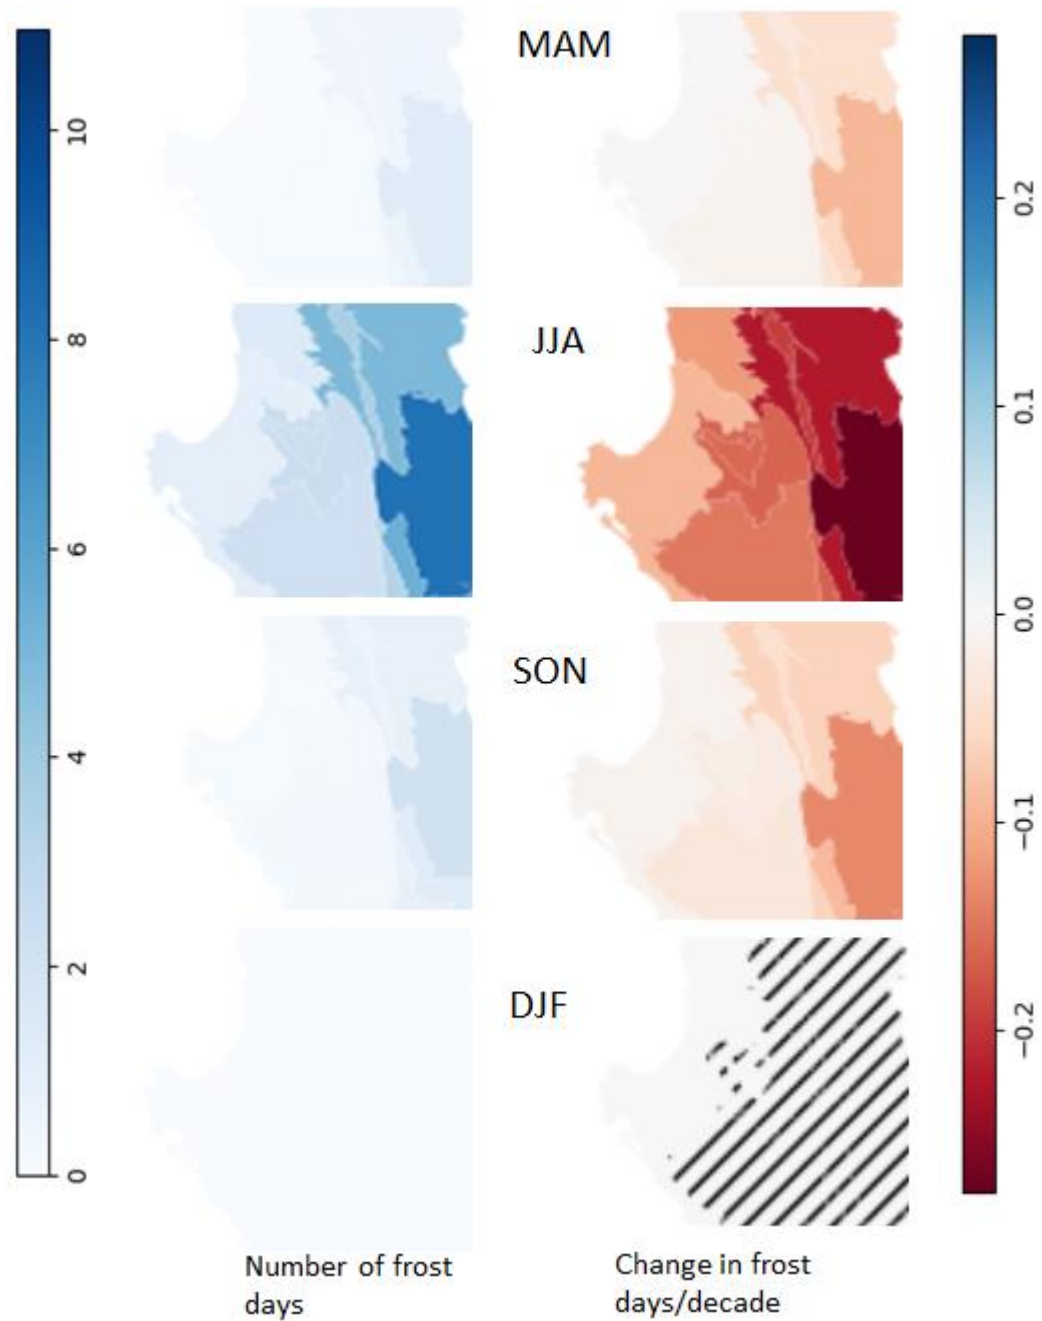 MAM
10
8
6
4
2
0
JJA
SON
DJF
0.2
0.1
0.0
−0.1
−0.2
Number of frost
days
Change in frost
days/decade